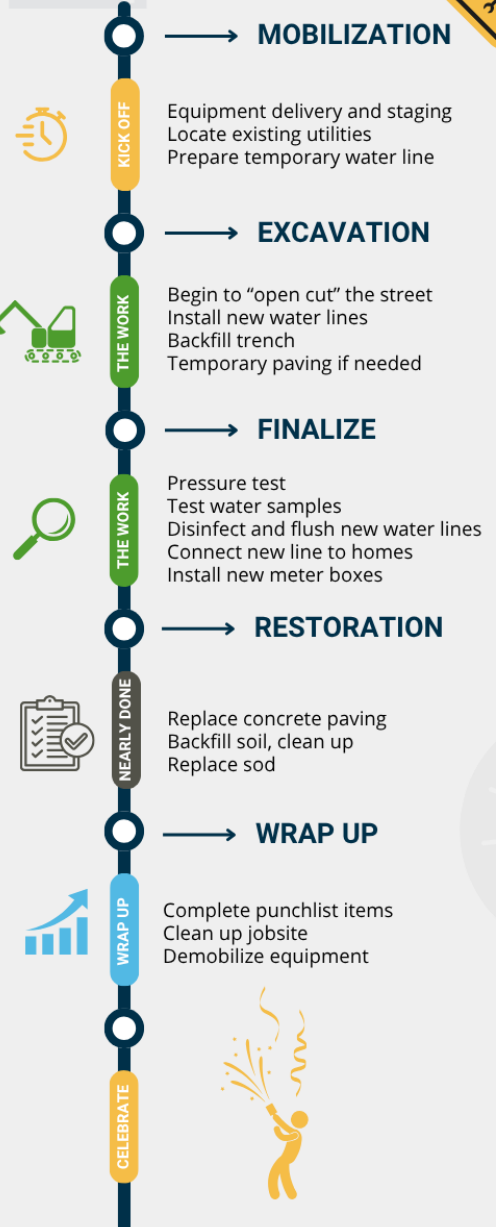 MOBILIZATION
KICK OFF
Equipment delivery and staging
Locate existing utilities
Prepare temporary water line
EXCAVATION
THE WORK
Begin to “open cut” the street
Install new water lines
Backfill trench
Temporary paving if needed
FINALIZE
THE WORK
Pressure test
Test water samples
Disinfect and flush new water lines
Connect new line to homes
Install new meter boxes
RESTORATION
NEARLY DONE
Replace concrete paving
Backfill soil, clean up
Replace sod
WRAP UP
WRAP UP
Complete punchlist items
Clean up jobsite
Demobilize equipment
CELEBRATE